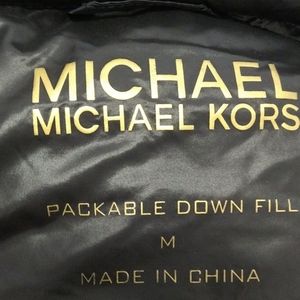 MICHAEL
MICHAEL KORS
PACKABLE DOWN FILL
M
MADE IN CHINA